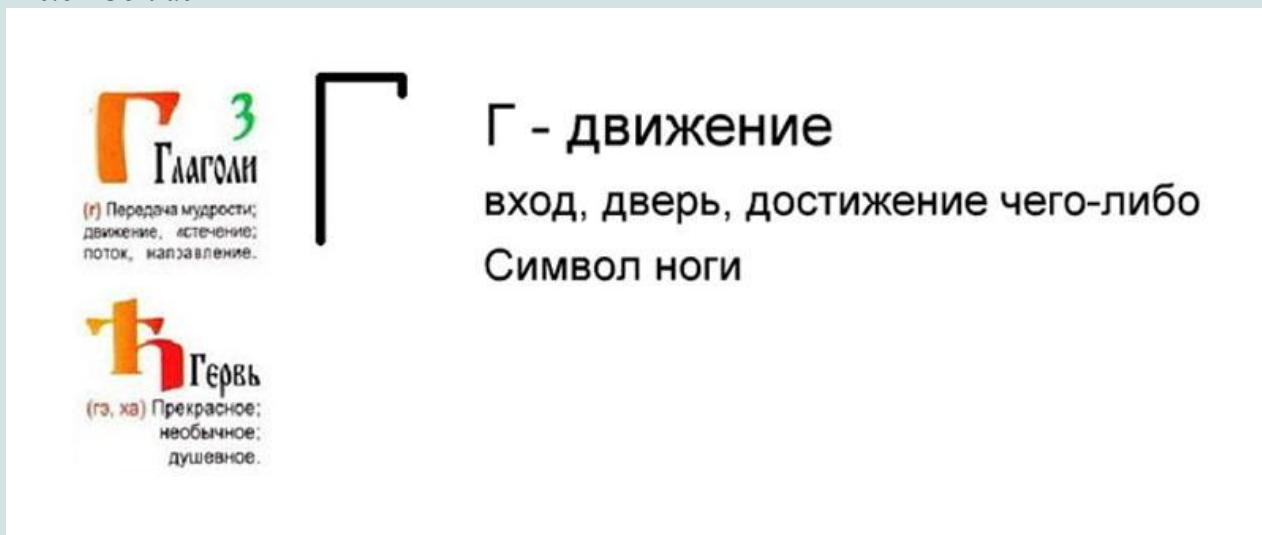 Г 3
Глаголи
(г) Передача мудрости;
движение, истечение;
поток, направление.
Г
Г - движение
вход, дверь, достижение чего-либо
Символ ноги
Ћ
Гервь
(гэ, ха) Прекрасное;
необычное;
душевное.